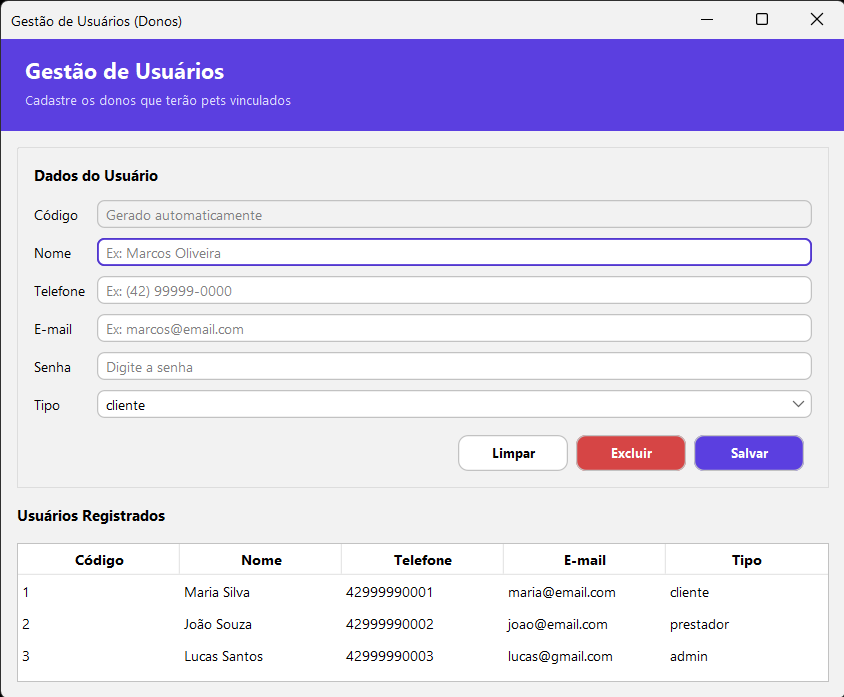 Gestão de Usuários (Donos)
Gestão de Usuários
Cadastre os donos que terão pets vinculados
Dados do Usuário
Código Gerado automaticamente
Nome Ex: Marcos Oliveira
Telefone Ex: (42) 99999-0000
E-mail Ex: marcos@email.com
Senha Digite a senha
Tipo cliente
Limpar Excluir Salvar
Usuários Registrados
Código Nome Telefone E-mail Tipo
1 Maria Silva 42999990001 maria@email.com cliente
2 João Souza 42999990002 joao@email.com prestador
3 Lucas Santos 42999990003 lucas@gmail.com admin